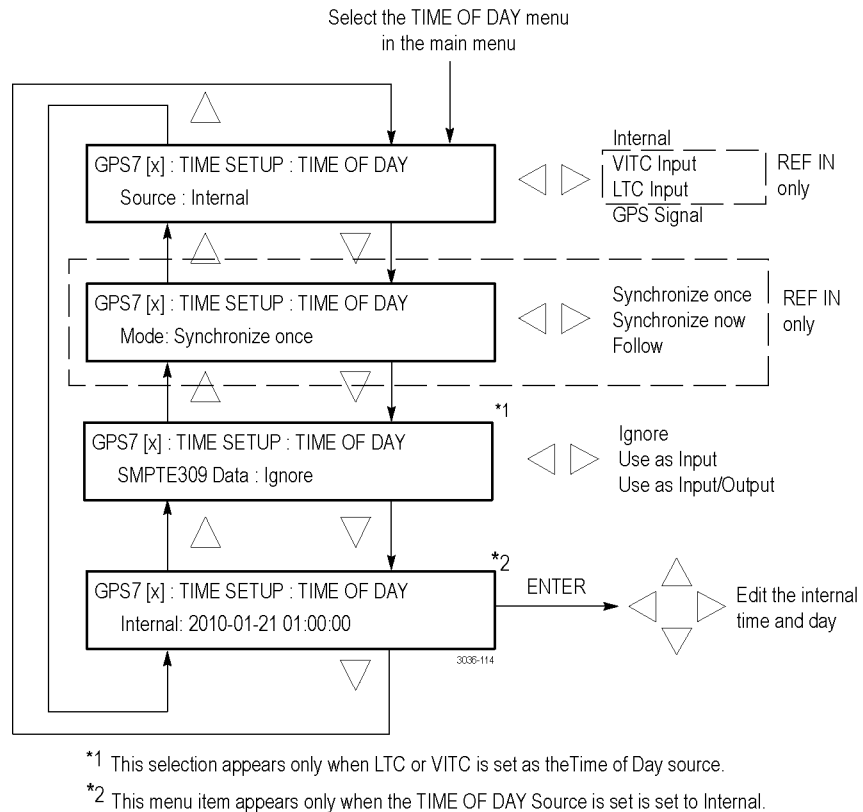 Select the TIME OF DAY menu
in the main menu
GPS7 [x] : TIME SETUP : TIME OF DAY
Source : Internal
Internal
VITC Input
LTC Input
GPS Signal
REF IN
only
GPS7 [x] : TIME SETUP : TIME OF DAY
Mode: Synchronize once
Synchronize once
Synchronize now
Follow
REF IN
only
*1
GPS7 [x] : TIME SETUP : TIME OF DAY
SMPTE309 Data : Ignore
Ignore
Use as Input
Use as Input/Output
*2
GPS7 [x] : TIME SETUP : TIME OF DAY
Internal: 2010-01-21 01:00:00
ENTER
Edit the internal
time and day
3036-114
*1 This selection appears only when LTC or VITC is set as theTime of Day source.
*2 This menu item appears only when the TIME OF DAY Source is set is set to Internal.